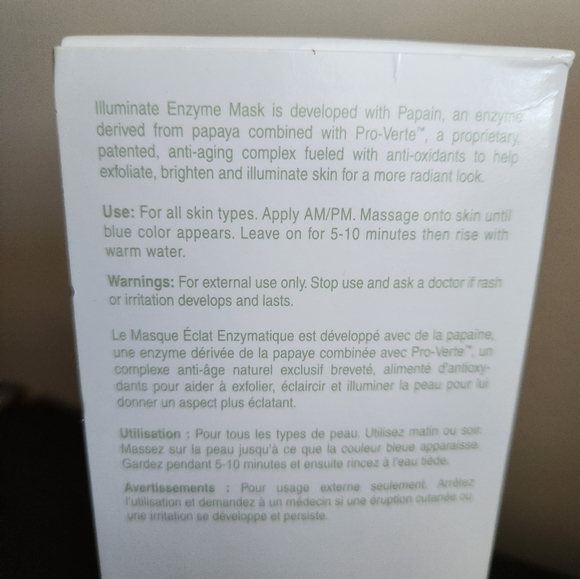 Illuminate Enzyme Mask is developed with Papain, an enzyme
derived from papaya combined with Pro-Verte™, a proprietary,
patented, anti-aging complex fueled with anti-oxidants to help
exfoliate, brighten and illuminate skin for a more radiant look.
Use: For all skin types. Apply AM/PM. Massage onto skin until
blue color appears. Leave on for 5-10 minutes then rise with
warm water.
Warnings: For external use only. Stop use and ask a doctor if rash
or irritation develops and lasts.
Le Masque Éclat Enzymatique est développé avec de la papaïne,
une enzyme dérivée de la papaye combinée avec Pro-Verte™, un
complexe anti-âge naturel exclusif breveté, alimenté d'antioxy-
dants pour aider à exfolier, éclaircir et illuminer la peau pour lui
donner un aspect plus éclatant.
Utilisation : Pour tous les types de peau. Utilisez matin ou soir.
Massez sur la peau jusqu'à ce que la couleur bleue apparaisse.
Gardez pendant 5-10 minutes et ensuite rincez à l'eau tiède.
Avertissements : Pour usage externe seulement. Arrêtez
l'utilisation et demandez à un médecin si une éruption cutanée ou
une irritation se développe et persiste.